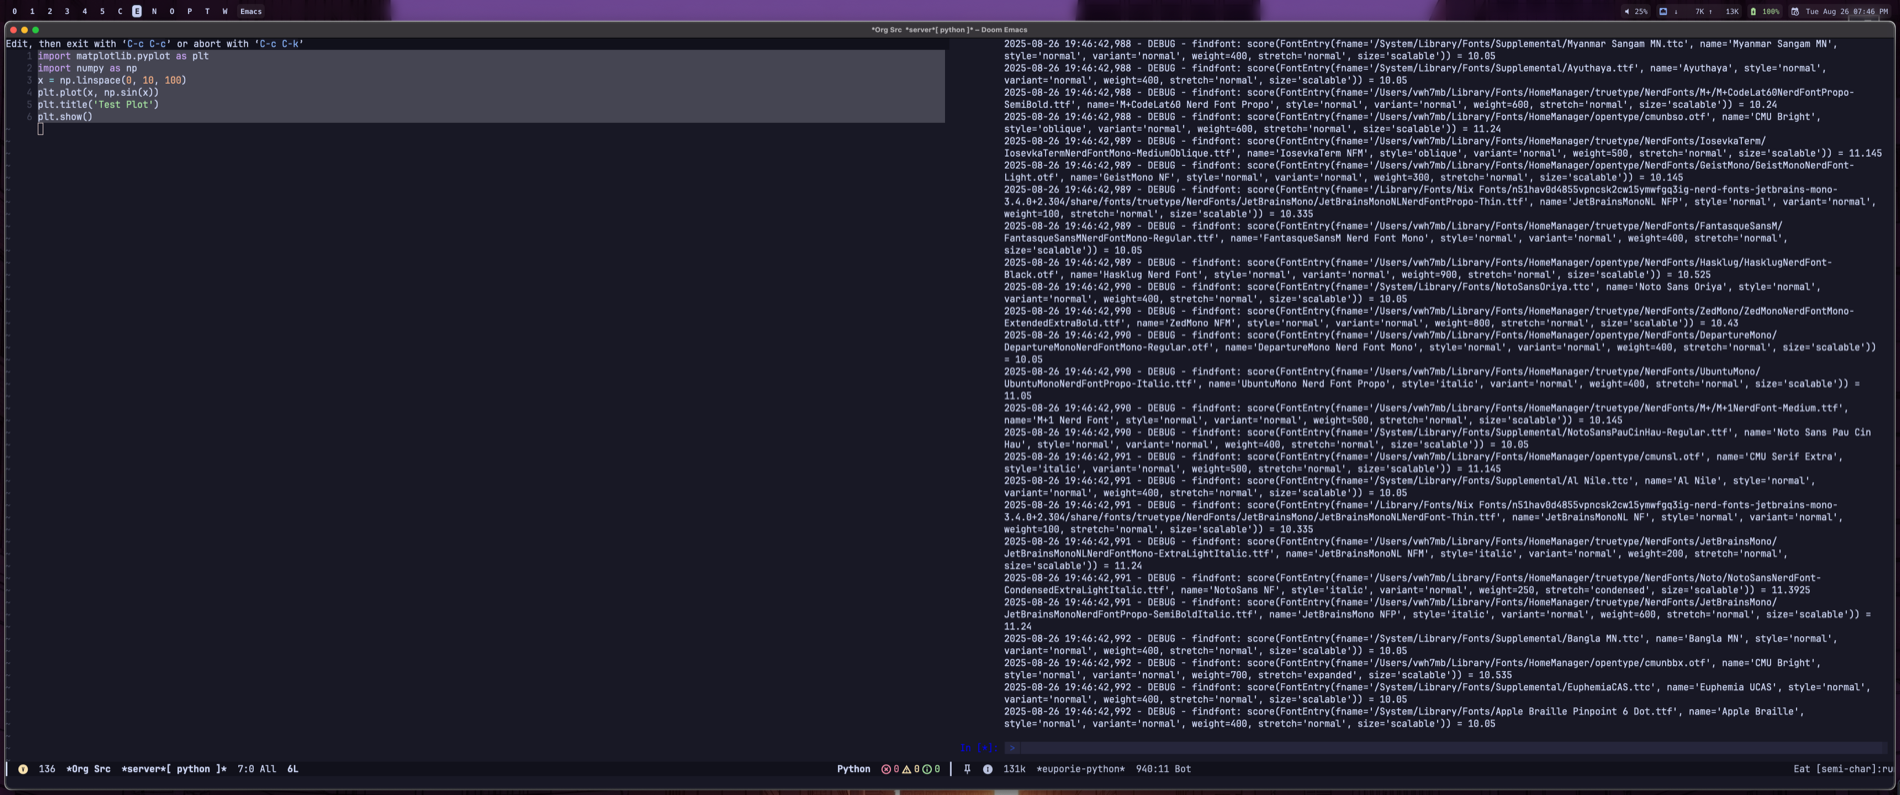 0 1 2 3 4 5 C E N O P T W Emacs
25% ↓ 7K ↑ 13K 100% Tue Aug 26 07:46 PM
*Org Src *server*[ python ]* – Doom Emacs
Edit, then exit with ‘C-c C-c’ or abort with ‘C-c C-k’
1 import matplotlib.pyplot as plt
2 import numpy as np
3 x = np.linspace(0, 10, 100)
4 plt.plot(x, np.sin(x))
5 plt.title('Test Plot')
6 plt.show()
2025-08-26 19:46:42,988 - DEBUG - findfont: score(FontEntry(fname='/System/Library/Fonts/Supplemental/Myanmar Sangam MN.ttc', name='Myanmar Sangam MN',
style='normal', variant='normal', weight=400, stretch='normal', size='scalable')) = 10.05
2025-08-26 19:46:42,988 - DEBUG - findfont: score(FontEntry(fname='/System/Library/Fonts/Supplemental/Ayuthaya.ttf', name='Ayuthaya', style='normal',
variant='normal', weight=400, stretch='normal', size='scalable')) = 10.05
2025-08-26 19:46:42,988 - DEBUG - findfont: score(FontEntry(fname='/Users/vwh7mb/Library/Fonts/HomeManager/truetype/NerdFonts/M+/M+CodeLat60NerdFontPropo-
SemiBold.ttf', name='M+CodeLat60 Nerd Font Propo', style='normal', variant='normal', weight=600, stretch='normal', size='scalable')) = 10.24
2025-08-26 19:46:42,988 - DEBUG - findfont: score(FontEntry(fname='/Users/vwh7mb/Library/Fonts/HomeManager/opentype/cmunbso.otf', name='CMU Bright',
style='oblique', variant='normal', weight=600, stretch='normal', size='scalable')) = 11.24
2025-08-26 19:46:42,989 - DEBUG - findfont: score(FontEntry(fname='/Users/vwh7mb/Library/Fonts/HomeManager/truetype/NerdFonts/IosevkaTerm/
IosevkaTermNerdFontMono-MediumOblique.ttf', name='IosevkaTerm NFM', style='oblique', variant='normal', weight=500, stretch='normal', size='scalable')) = 11.145
2025-08-26 19:46:42,989 - DEBUG - findfont: score(FontEntry(fname='/Users/vwh7mb/Library/Fonts/HomeManager/opentype/NerdFonts/GeistMono/GeistMonoNerdFont-
Light.otf', name='GeistMono NF', style='normal', variant='normal', weight=300, stretch='normal', size='scalable')) = 10.145
2025-08-26 19:46:42,989 - DEBUG - findfont: score(FontEntry(fname='/Library/Fonts/Nix Fonts/n51hav0d4855vpncsk2cw15ymwfgq3ig-nerd-fonts-jetbrains-mono-
3.4.0+2.304/share/fonts/truetype/NerdFonts/JetBrainsMono/JetBrainsMonoNLNerdFontPropo-Thin.ttf', name='JetBrainsMonoNL NFP', style='normal', variant='normal',
weight=100, stretch='normal', size='scalable')) = 10.335
2025-08-26 19:46:42,989 - DEBUG - findfont: score(FontEntry(fname='/Users/vwh7mb/Library/Fonts/HomeManager/truetype/NerdFonts/FantasqueSansM/
FantasqueSansMNerdFontMono-Regular.ttf', name='FantasqueSansM Nerd Font Mono', style='normal', variant='normal', weight=400, stretch='normal',
size='scalable')) = 10.05
2025-08-26 19:46:42,989 - DEBUG - findfont: score(FontEntry(fname='/Users/vwh7mb/Library/Fonts/HomeManager/opentype/NerdFonts/Hasklug/HasklugNerdFont-
Black.otf', name='Hasklug Nerd Font', style='normal', variant='normal', weight=900, stretch='normal', size='scalable')) = 10.525
2025-08-26 19:46:42,990 - DEBUG - findfont: score(FontEntry(fname='/System/Library/Fonts/NotoSansOriya.ttc', name='Noto Sans Oriya', style='normal',
variant='normal', weight=400, stretch='normal', size='scalable')) = 10.05
2025-08-26 19:46:42,990 - DEBUG - findfont: score(FontEntry(fname='/Users/vwh7mb/Library/Fonts/HomeManager/truetype/NerdFonts/ZedMono/ZedMonoNerdFontMono-
ExtendedExtraBold.ttf', name='ZedMono NFM', style='normal', variant='normal', weight=800, stretch='normal', size='scalable')) = 10.43
2025-08-26 19:46:42,990 - DEBUG - findfont: score(FontEntry(fname='/Users/vwh7mb/Library/Fonts/HomeManager/opentype/NerdFonts/DepartureMono/
DepartureMonoNerdFontMono-Regular.otf', name='DepartureMono Nerd Font Mono', style='normal', variant='normal', weight=400, stretch='normal', size='scalable'))
= 10.05
2025-08-26 19:46:42,990 - DEBUG - findfont: score(FontEntry(fname='/Users/vwh7mb/Library/Fonts/HomeManager/truetype/NerdFonts/UbuntuMono/
UbuntuMonoNerdFontPropo-Italic.ttf', name='UbuntuMono Nerd Font Propo', style='italic', variant='normal', weight=400, stretch='normal', size='scalable')) =
11.05
2025-08-26 19:46:42,990 - DEBUG - findfont: score(FontEntry(fname='/Users/vwh7mb/Library/Fonts/HomeManager/truetype/NerdFonts/M+/M+1NerdFont-Medium.ttf',
name='M+1 Nerd Font', style='normal', variant='normal', weight=500, stretch='normal', size='scalable')) = 10.145
2025-08-26 19:46:42,990 - DEBUG - findfont: score(FontEntry(fname='/System/Library/Fonts/Supplemental/NotoSansPauCinHau-Regular.ttf', name='Noto Sans Pau Cin
Hau', style='normal', variant='normal', weight=400, stretch='normal', size='scalable')) = 10.05
2025-08-26 19:46:42,991 - DEBUG - findfont: score(FontEntry(fname='/Users/vwh7mb/Library/Fonts/HomeManager/opentype/cmunsl.otf', name='CMU Serif Extra',
style='italic', variant='normal', weight=500, stretch='normal', size='scalable')) = 11.145
2025-08-26 19:46:42,991 - DEBUG - findfont: score(FontEntry(fname='/System/Library/Fonts/Supplemental/Al Nile.ttc', name='Al Nile', style='normal',
variant='normal', weight=400, stretch='normal', size='scalable')) = 10.05
2025-08-26 19:46:42,991 - DEBUG - findfont: score(FontEntry(fname='/Library/Fonts/Nix Fonts/n51hav0d4855vpncsk2cw15ymwfgq3ig-nerd-fonts-jetbrains-mono-
3.4.0+2.304/share/fonts/truetype/NerdFonts/JetBrainsMono/JetBrainsMonoNLNerdFont-Thin.ttf', name='JetBrainsMonoNL NF', style='normal', variant='normal',
weight=100, stretch='normal', size='scalable')) = 10.335
2025-08-26 19:46:42,991 - DEBUG - findfont: score(FontEntry(fname='/Users/vwh7mb/Library/Fonts/HomeManager/truetype/NerdFonts/JetBrainsMono/
JetBrainsMonoNLNerdFontMono-ExtraLightItalic.ttf', name='JetBrainsMonoNL NFM', style='italic', variant='normal', weight=200, stretch='normal',
size='scalable')) = 11.24
2025-08-26 19:46:42,991 - DEBUG - findfont: score(FontEntry(fname='/Users/vwh7mb/Library/Fonts/HomeManager/truetype/NerdFonts/Noto/NotoSansNerdFont-
CondensedExtraLightItalic.ttf', name='NotoSans NF', style='italic', variant='normal', weight=250, stretch='condensed', size='scalable')) = 11.3925
2025-08-26 19:46:42,991 - DEBUG - findfont: score(FontEntry(fname='/Users/vwh7mb/Library/Fonts/HomeManager/truetype/NerdFonts/JetBrainsMono/
JetBrainsMonoNerdFontPropo-SemiBoldItalic.ttf', name='JetBrainsMono NFP', style='italic', variant='normal', weight=600, stretch='normal', size='scalable')) =
11.24
2025-08-26 19:46:42,992 - DEBUG - findfont: score(FontEntry(fname='/System/Library/Fonts/Supplemental/Bangla MN.ttc', name='Bangla MN', style='normal',
variant='normal', weight=400, stretch='normal', size='scalable')) = 10.05
2025-08-26 19:46:42,992 - DEBUG - findfont: score(FontEntry(fname='/Users/vwh7mb/Library/Fonts/HomeManager/opentype/cmunbbx.otf', name='CMU Bright',
style='normal', variant='normal', weight=700, stretch='expanded', size='scalable')) = 10.535
2025-08-26 19:46:42,992 - DEBUG - findfont: score(FontEntry(fname='/System/Library/Fonts/Supplemental/EuphemiaCAS.ttc', name='Euphemia UCAS', style='normal',
variant='normal', weight=400, stretch='normal', size='scalable')) = 10.05
2025-08-26 19:46:42,992 - DEBUG - findfont: score(FontEntry(fname='/System/Library/Fonts/Apple Braille Pinpoint 6 Dot.ttf', name='Apple Braille',
style='normal', variant='normal', weight=400, stretch='normal', size='scalable')) = 10.05
In [*]: >
136 *Org Src *server*[ python ]* 7:0 All 6L Python 0 0 0
131k *euporie-python* 940:11 Bot Eat [semi-char]:ru